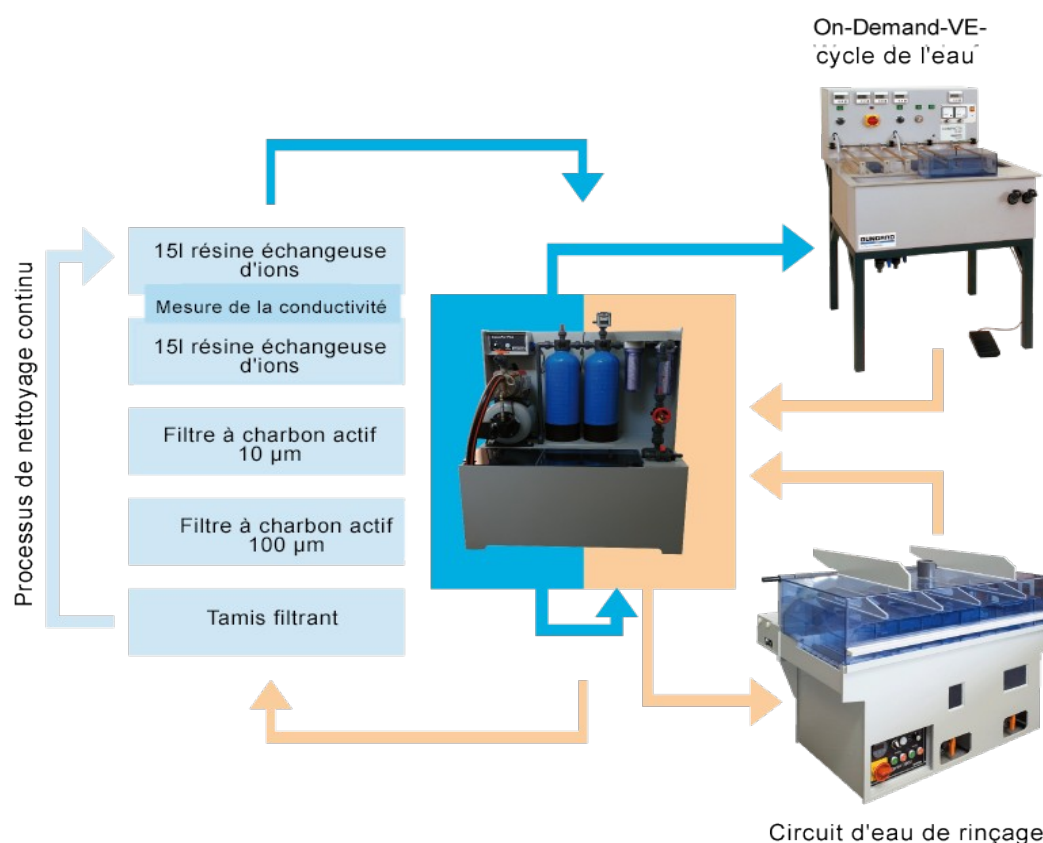 On-Demand-VE-
cycle de l'eau
Processus de nettoyage continu
15l résine échangeuse
d'ions
Mesure de la conductivité
15l résine échangeuse
d'ions
Filtre à charbon actif
10 µm
Filtre à charbon actif
100 µm
Tamis filtrant
BUNGARD
Circuit d'eau de rinçage